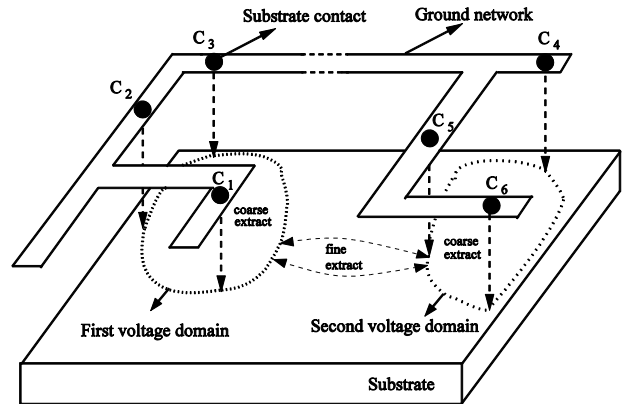 Substrate contact
Ground network
C3
C4
C2
C5
C1
C6
coarse
extract
fine
extract
coarse
extract
First voltage domain
Second voltage domain
Substrate